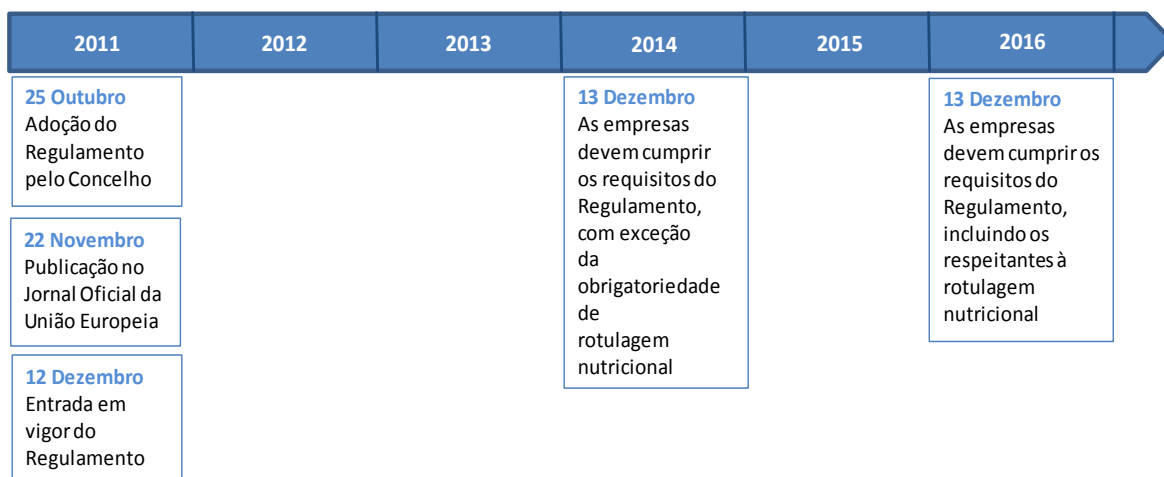 2011 2012 2013 2014 2015 2016
25 Outubro
Adoção do
Regulamento
pelo Concelho
22 Novembro
Publicação no
Jornal Oficial da
União Europeia
12 Dezembro
Entrada em
vigor do
Regulamento
13 Dezembro
As empresas
devem cumprir
os requisitos do
Regulamento,
com exceção
da
obrigatoriedade
de
rotulagem
nutricional
13 Dezembro
As empresas
devem cumprir os
requisitos do
Regulamento,
incluindo os
respeitantes à
rotulagem
nutricional